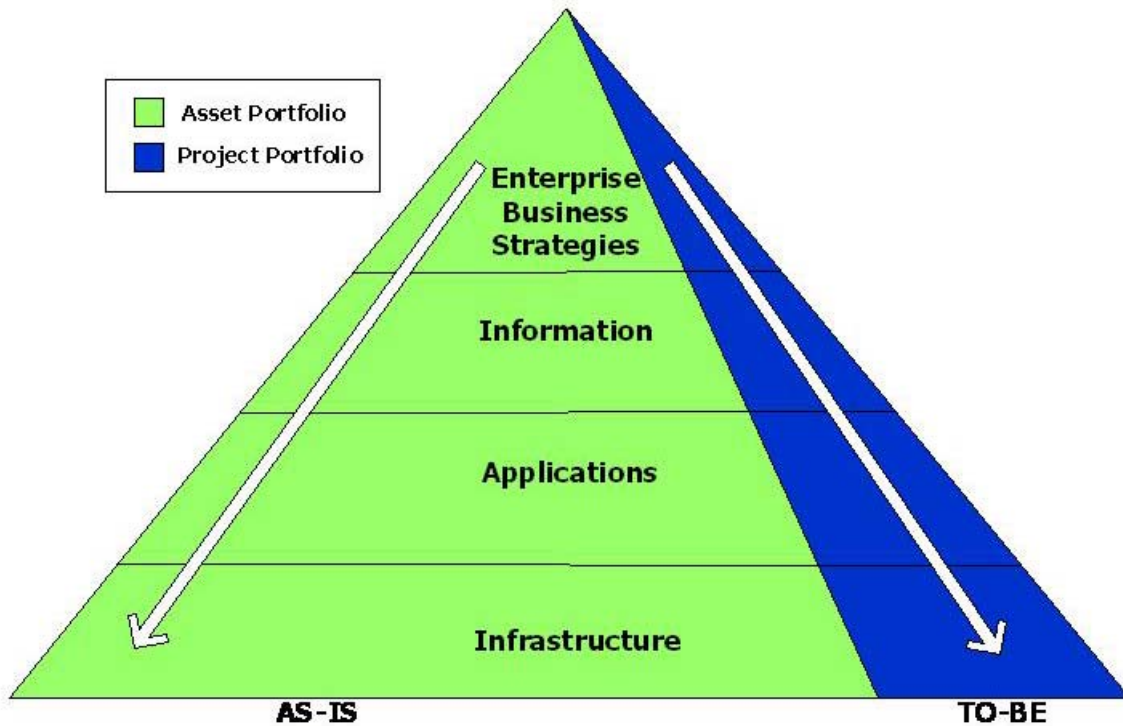 Asset Portfolio
Project Portfolio
Enterprise
Business
Strategies
Information
Applications
Infrastructure
AS-IS
TO-BE